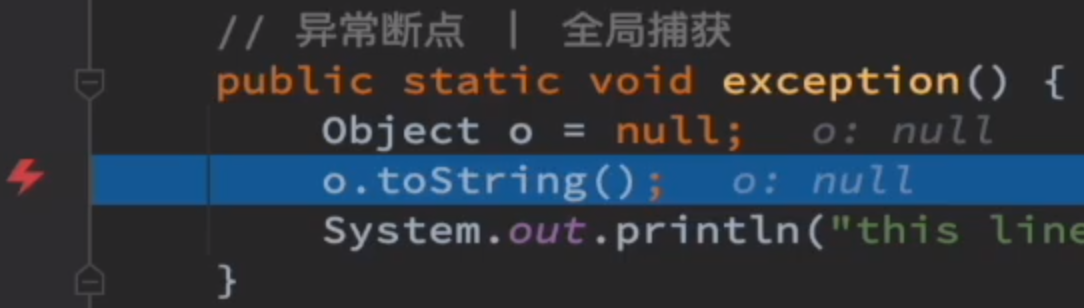 // 异常断点 | 全局捕获
public static void exception() {
Object o = null; o: null
o.toString(); o: null
System.out.println("this line
}